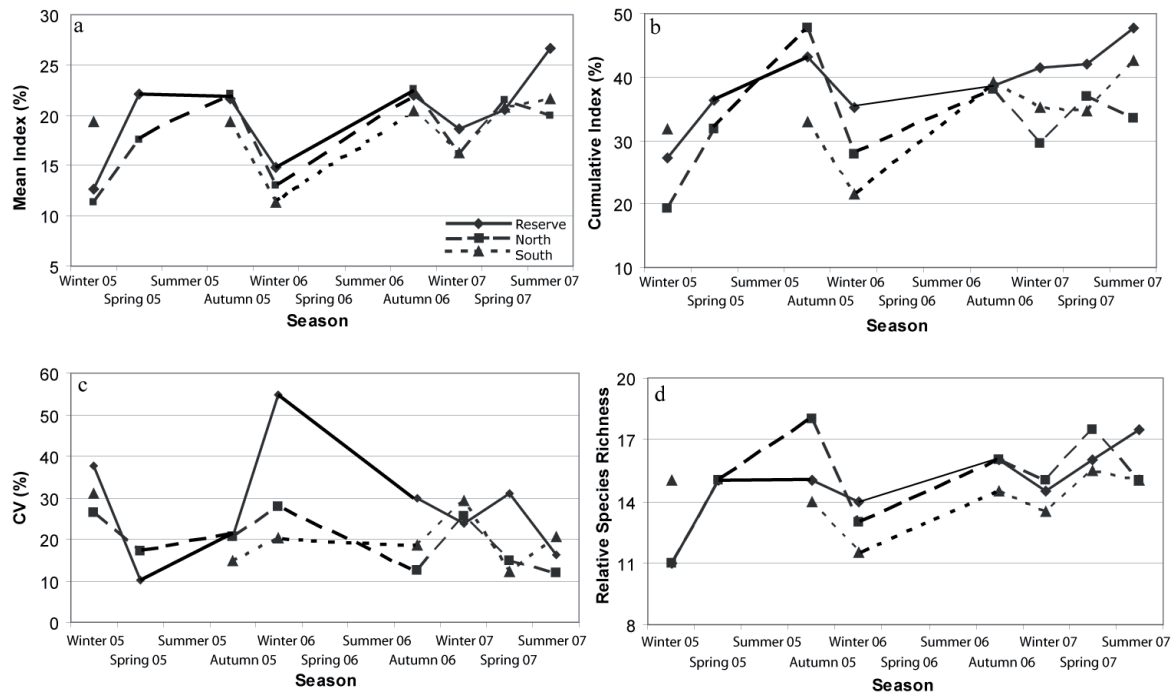 a
30
25
20
15
10
5
Mean Index (%)
Reserve
North
South
Winter 05
Spring 05
Summer 05
Autumn 05
Winter 06
Spring 06
Summer 06
Autumn 06
Winter 07
Spring 07
Summer 07
Season
b
50
40
30
20
10
Cumulative Index (%)
Winter 05
Spring 05
Summer 05
Autumn 05
Winter 06
Spring 06
Summer 06
Autumn 06
Winter 07
Spring 07
Summer 07
Season
c
60
50
40
30
20
10
0
CV (%)
Winter 05
Spring 05
Summer 05
Autumn 05
Winter 06
Spring 06
Summer 06
Autumn 06
Winter 07
Spring 07
Summer 07
Season
d
20
17
14
11
8
Relative Species Richness
Winter 05
Spring 05
Summer 05
Autumn 05
Winter 06
Spring 06
Summer 06
Autumn 06
Winter 07
Spring 07
Summer 07
Season